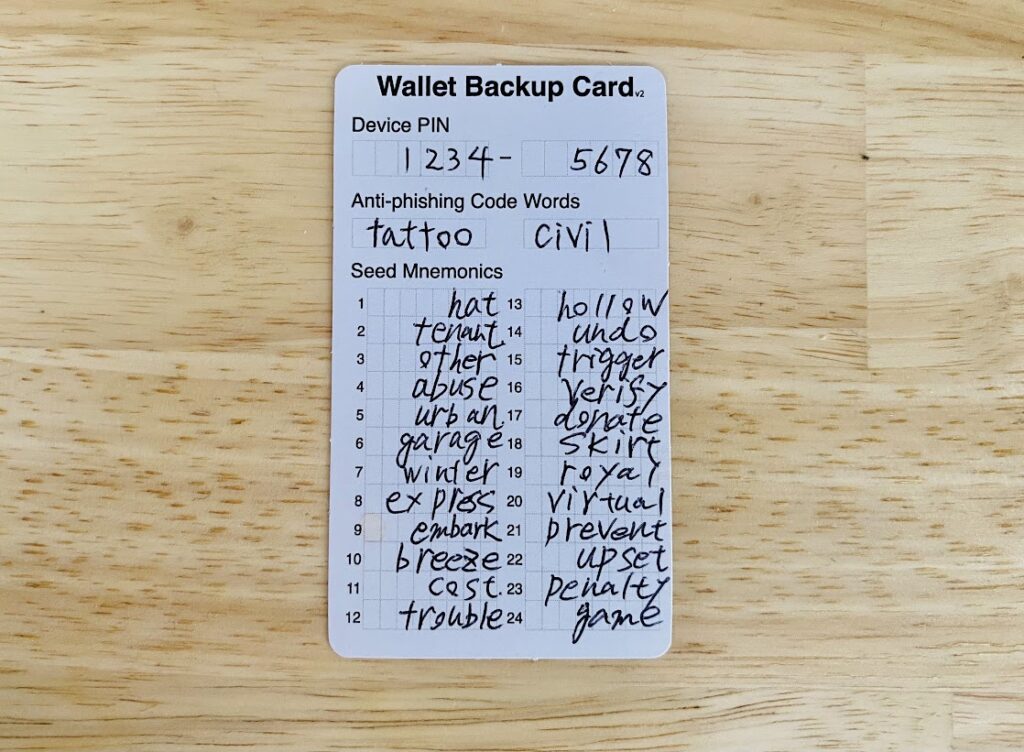 Wallet Backup Card v2
Device PIN
1234 - 5678
Anti-phishing Code Words
tattoo civil
Seed Mnemonics
1 hat 13 hollow
2 tenant 14 undo
3 other 15 trigger
4 abuse 16 verify
5 urban 17 donate
6 garage 18 skirt
7 winter 19 royal
8 express 20 virtual
9 embark 21 prevent
10 breeze 22 upset
11 cost 23 penalty
12 trouble 24 game